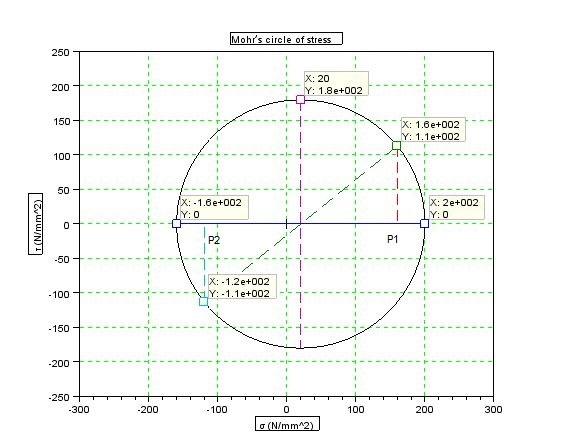 Mohr's circle of stress
250
200
150
100
50
0
-50
-100
-150
-200
-250
-300
-200
-100
0
100
200
300
τ (N/mm^2)
σ (N/mm^2)
X: 20
Y: 1.8e+002
X: 1.6e+002
Y: 1.1e+002
X: -1.6e+002
Y: 0
X: 2e+002
Y: 0
P2
P1
X: -1.2e+002
Y: -1.1e+002